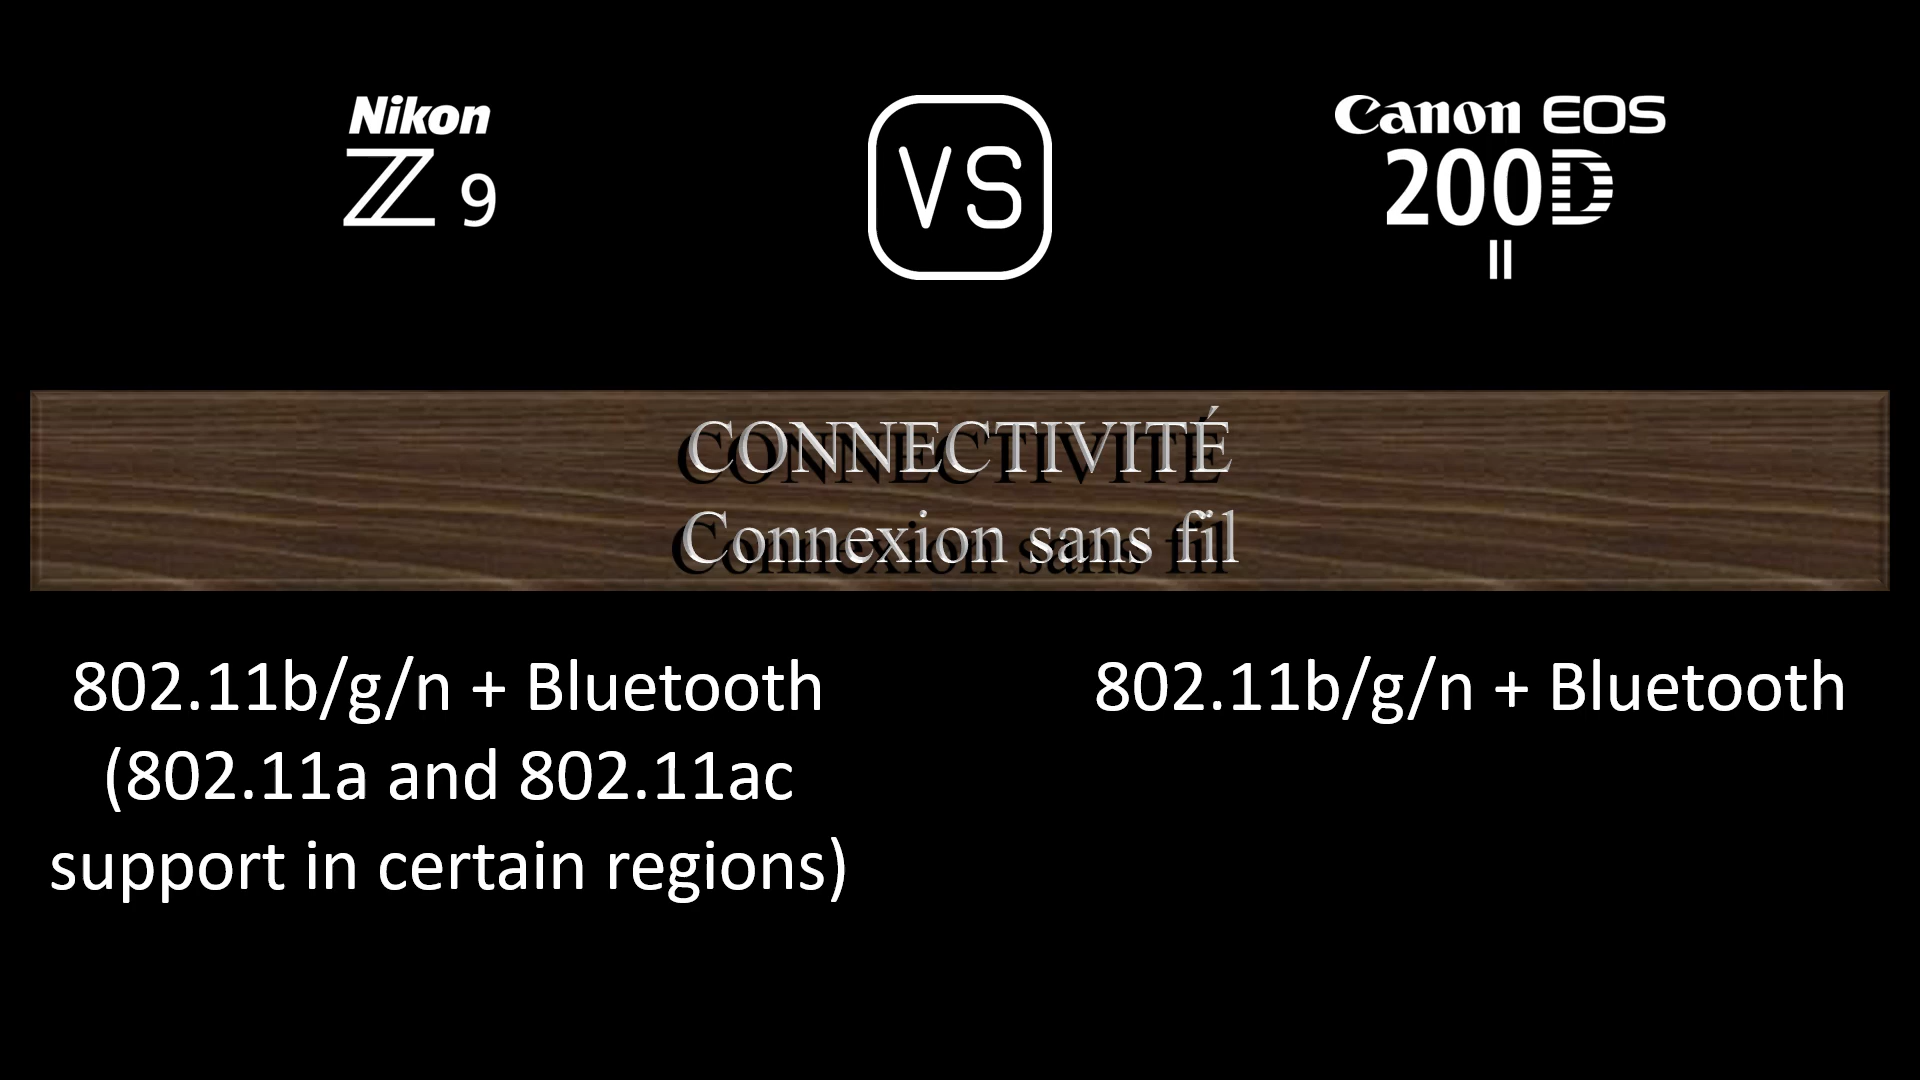 Nikon
Z 9
VS
Canon EOS
200D
II
CONNECTIVITÉ
Connexion sans fil
802.11b/g/n + Bluetooth
(802.11a and 802.11ac
support in certain regions)
802.11b/g/n + Bluetooth